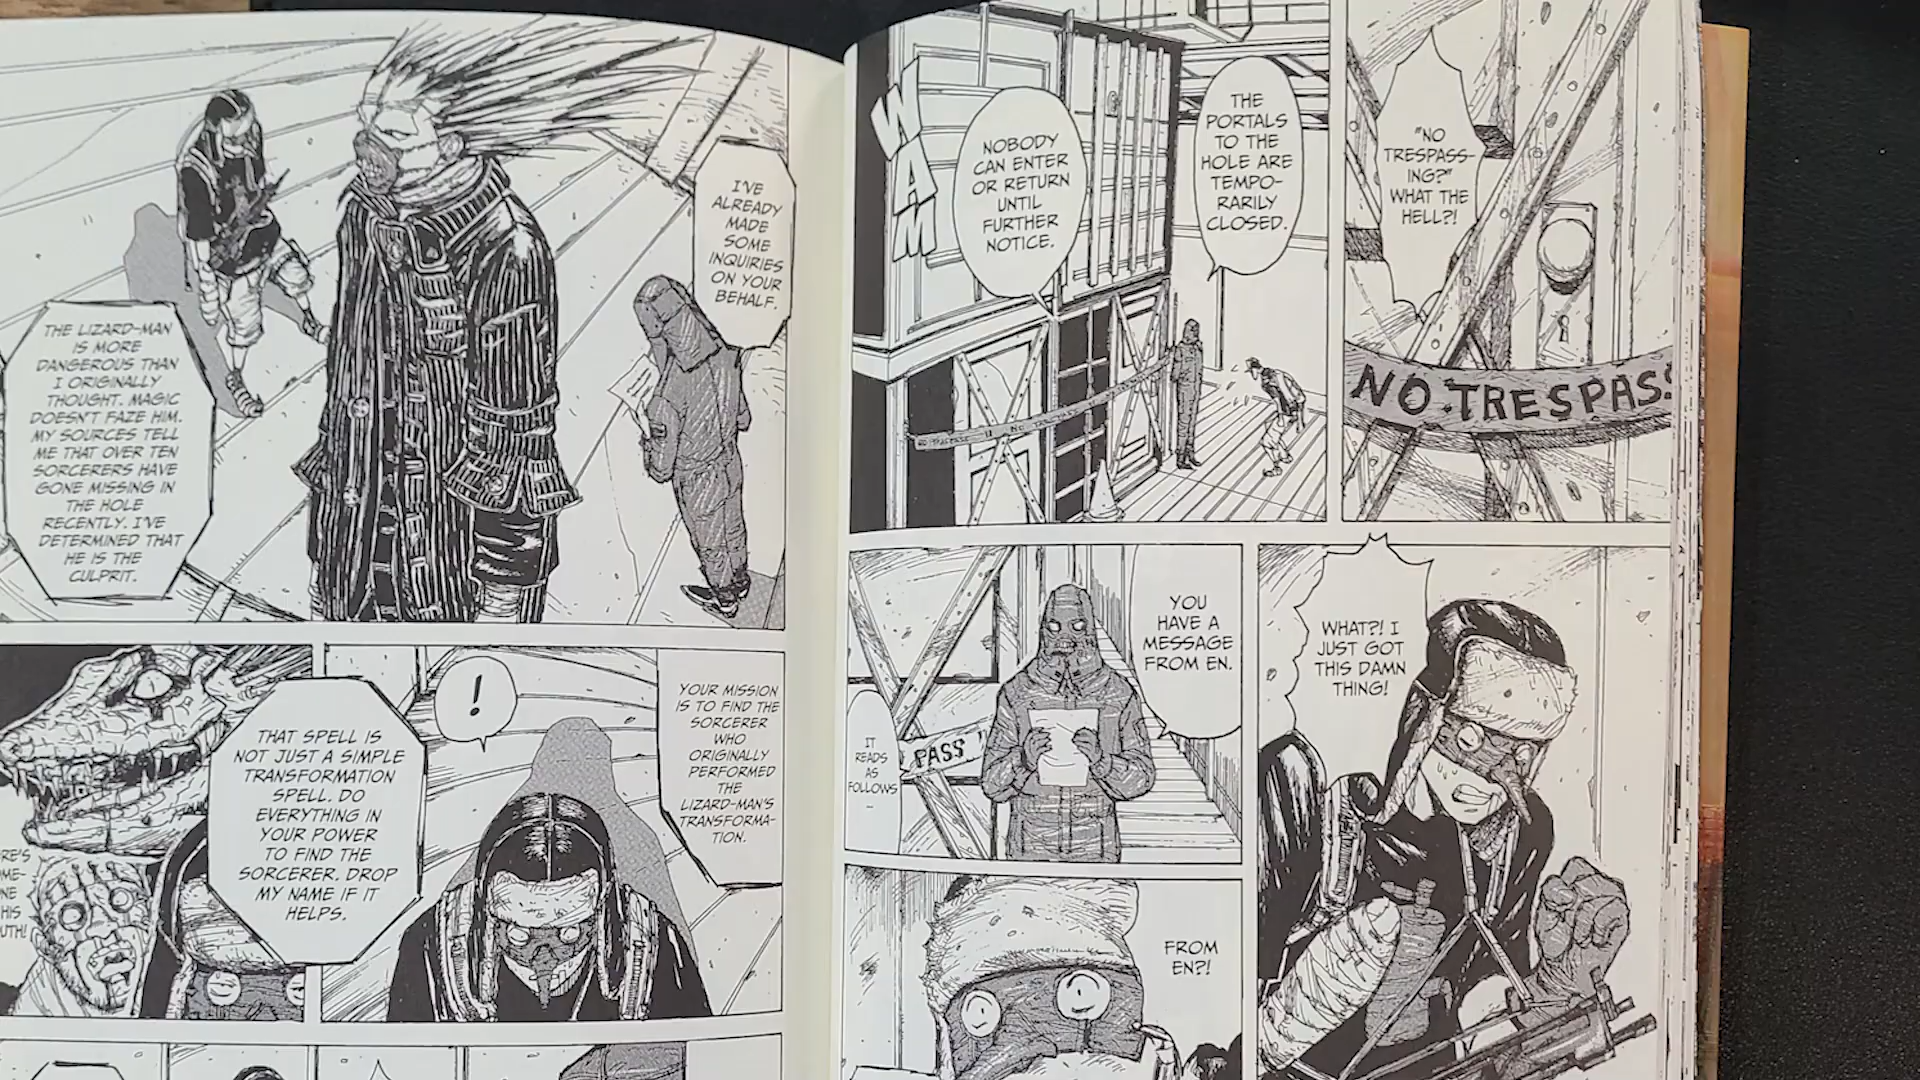 "NO
TRESPASS-
ING?"
WHAT THE
HELL?!
NO TRESPASS
THE
PORTALS
TO THE
HOLE ARE
TEMPO-
RARILY
CLOSED.
NOBODY
CAN ENTER
OR RETURN
UNTIL
FURTHER
NOTICE.
WAM
WHAT?! I
JUST GOT
THIS DAMN
THING!
YOU
HAVE A
MESSAGE
FROM EN.
IT
READS
AS
FOLLOWS
—
PASS
FROM
EN?!
I'VE
ALREADY
MADE
SOME
INQUIRIES
ON YOUR
BEHALF.
THE LIZARD-MAN
IS MORE
DANGEROUS THAN
I ORIGINALLY
THOUGHT. MAGIC
DOESN'T FAZE HIM.
MY SOURCES TELL
ME THAT OVER TEN
SORCERERS HAVE
GONE MISSING IN
THE HOLE
RECENTLY. I'VE
DETERMINED THAT
HE IS THE
CULPRIT.
YOUR MISSION
IS TO FIND THE
SORCERER
WHO
ORIGINALLY
PERFORMED
THE
LIZARD-MAN'S
TRANSFORMA-
TION.
!
THAT SPELL IS
NOT JUST A SIMPLE
TRANSFORMATION
SPELL. DO
EVERYTHING IN
YOUR POWER
TO FIND THE
SORCERER. DROP
MY NAME IF IT
HELPS.